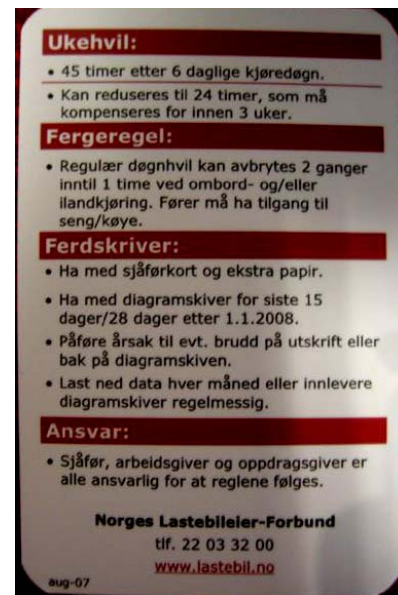 Ukehvil:
• 45 timer etter 6 daglige kjøredøgn.
• Kan reduseres til 24 timer, som må
kompenseres for innen 3 uker.
Fergeregel:
• Regulær døgnhvil kan avbrytes 2 ganger
inntil 1 time ved ombord- og/eller
ilandkjøring. Fører må ha tilgang til
seng/køye.
Ferdskriver:
• Ha med sjåførkort og ekstra papir.
• Ha med diagramskiver for siste 15
dager/28 dager etter 1.1.2008.
• Påføre årsak til evt. brudd på utskrift eller
bak på diagramskiven.
• Last ned data hver måned eller innlevere
diagramskiver regelmessig.
Ansvar:
• Sjåfør, arbeidsgiver og oppdragsgiver er
alle ansvarlig for at reglene følges.
Norges Lastebileier-Forbund
tlf. 22 03 32 00
www.lastebil.no
aug-07